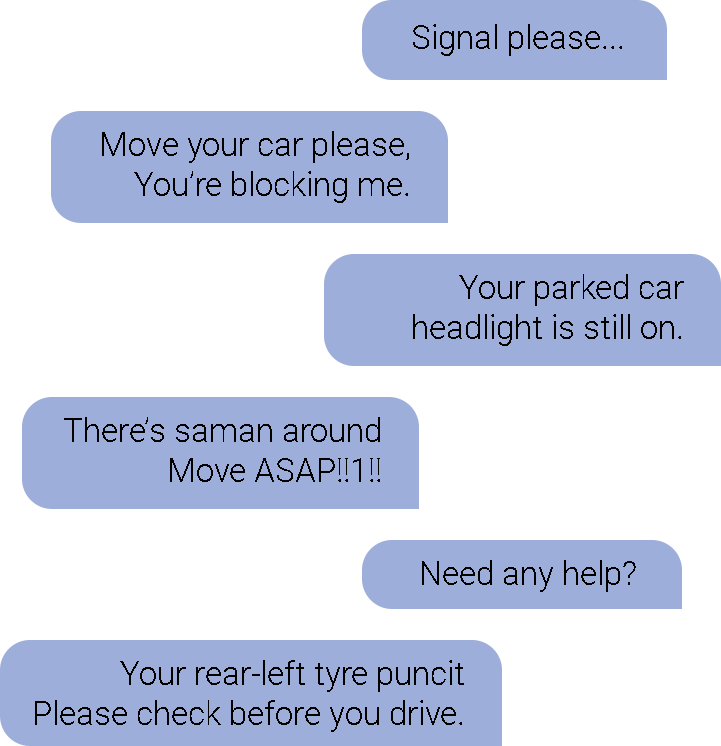 Signal please...
Move your car please,
You’re blocking me.
Your parked car
headlight is still on.
There’s saman around
Move ASAP!!1!!
Need any help?
Your rear-left tyre puncit
Please check before you drive.